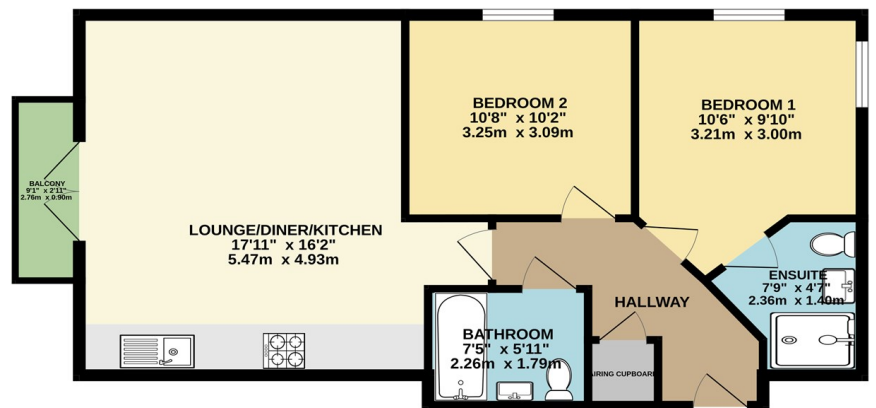 BEDROOM 2
10'8" x 10'2"
3.25m x 3.09m
BEDROOM 1
10'6" x 9'10"
3.21m x 3.00m
BALCONY
9'1" x 2'11"
2.76m x 0.90m
LOUNGE/DINER/KITCHEN
17'11" x 16'2"
5.47m x 4.93m
ENSUITE
7'9" x 4'7"
2.36m x 1.40m
HALLWAY
BATHROOM
7'5" x 5'11"
2.26m x 1.79m
AIRING CUPBOARD